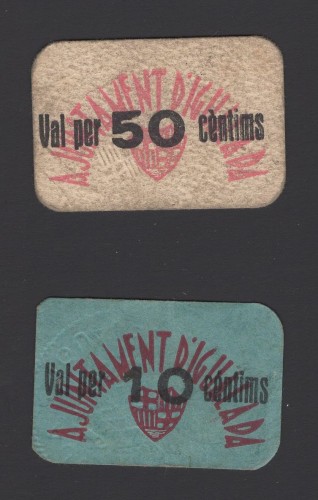 AJUNTAMENT D'IGUALADA
Val per 50 cèntims
AJUNTAMENT D'IGUALADA
Val per 10 cèntims